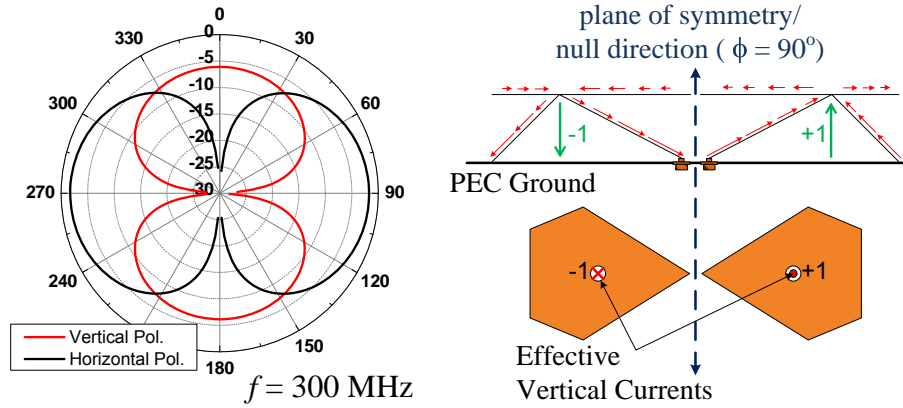 0
30
60
90
120
150
180
240
270
300
330
0
-5
-10
-15
-20
-25
-30
Vertical Pol.
Horizontal Pol.
f = 300 MHz
plane of symmetry/
null direction ( ϕ = 90°)
-1
+1
PEC Ground
-1
+1
Effective
Vertical Currents